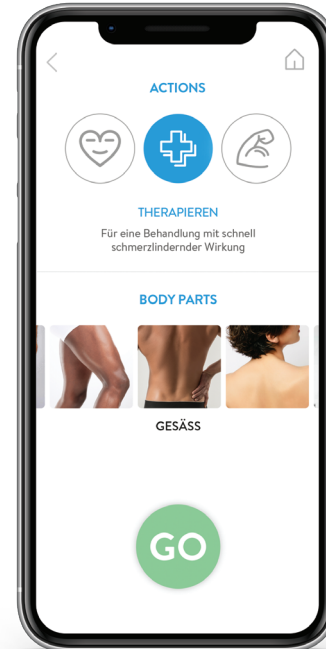 ACTIONS
THERAPIEREN
Für eine Behandlung mit schnell
schmerzlindernder Wirkung
BODY PARTS
GESÄSS
GO